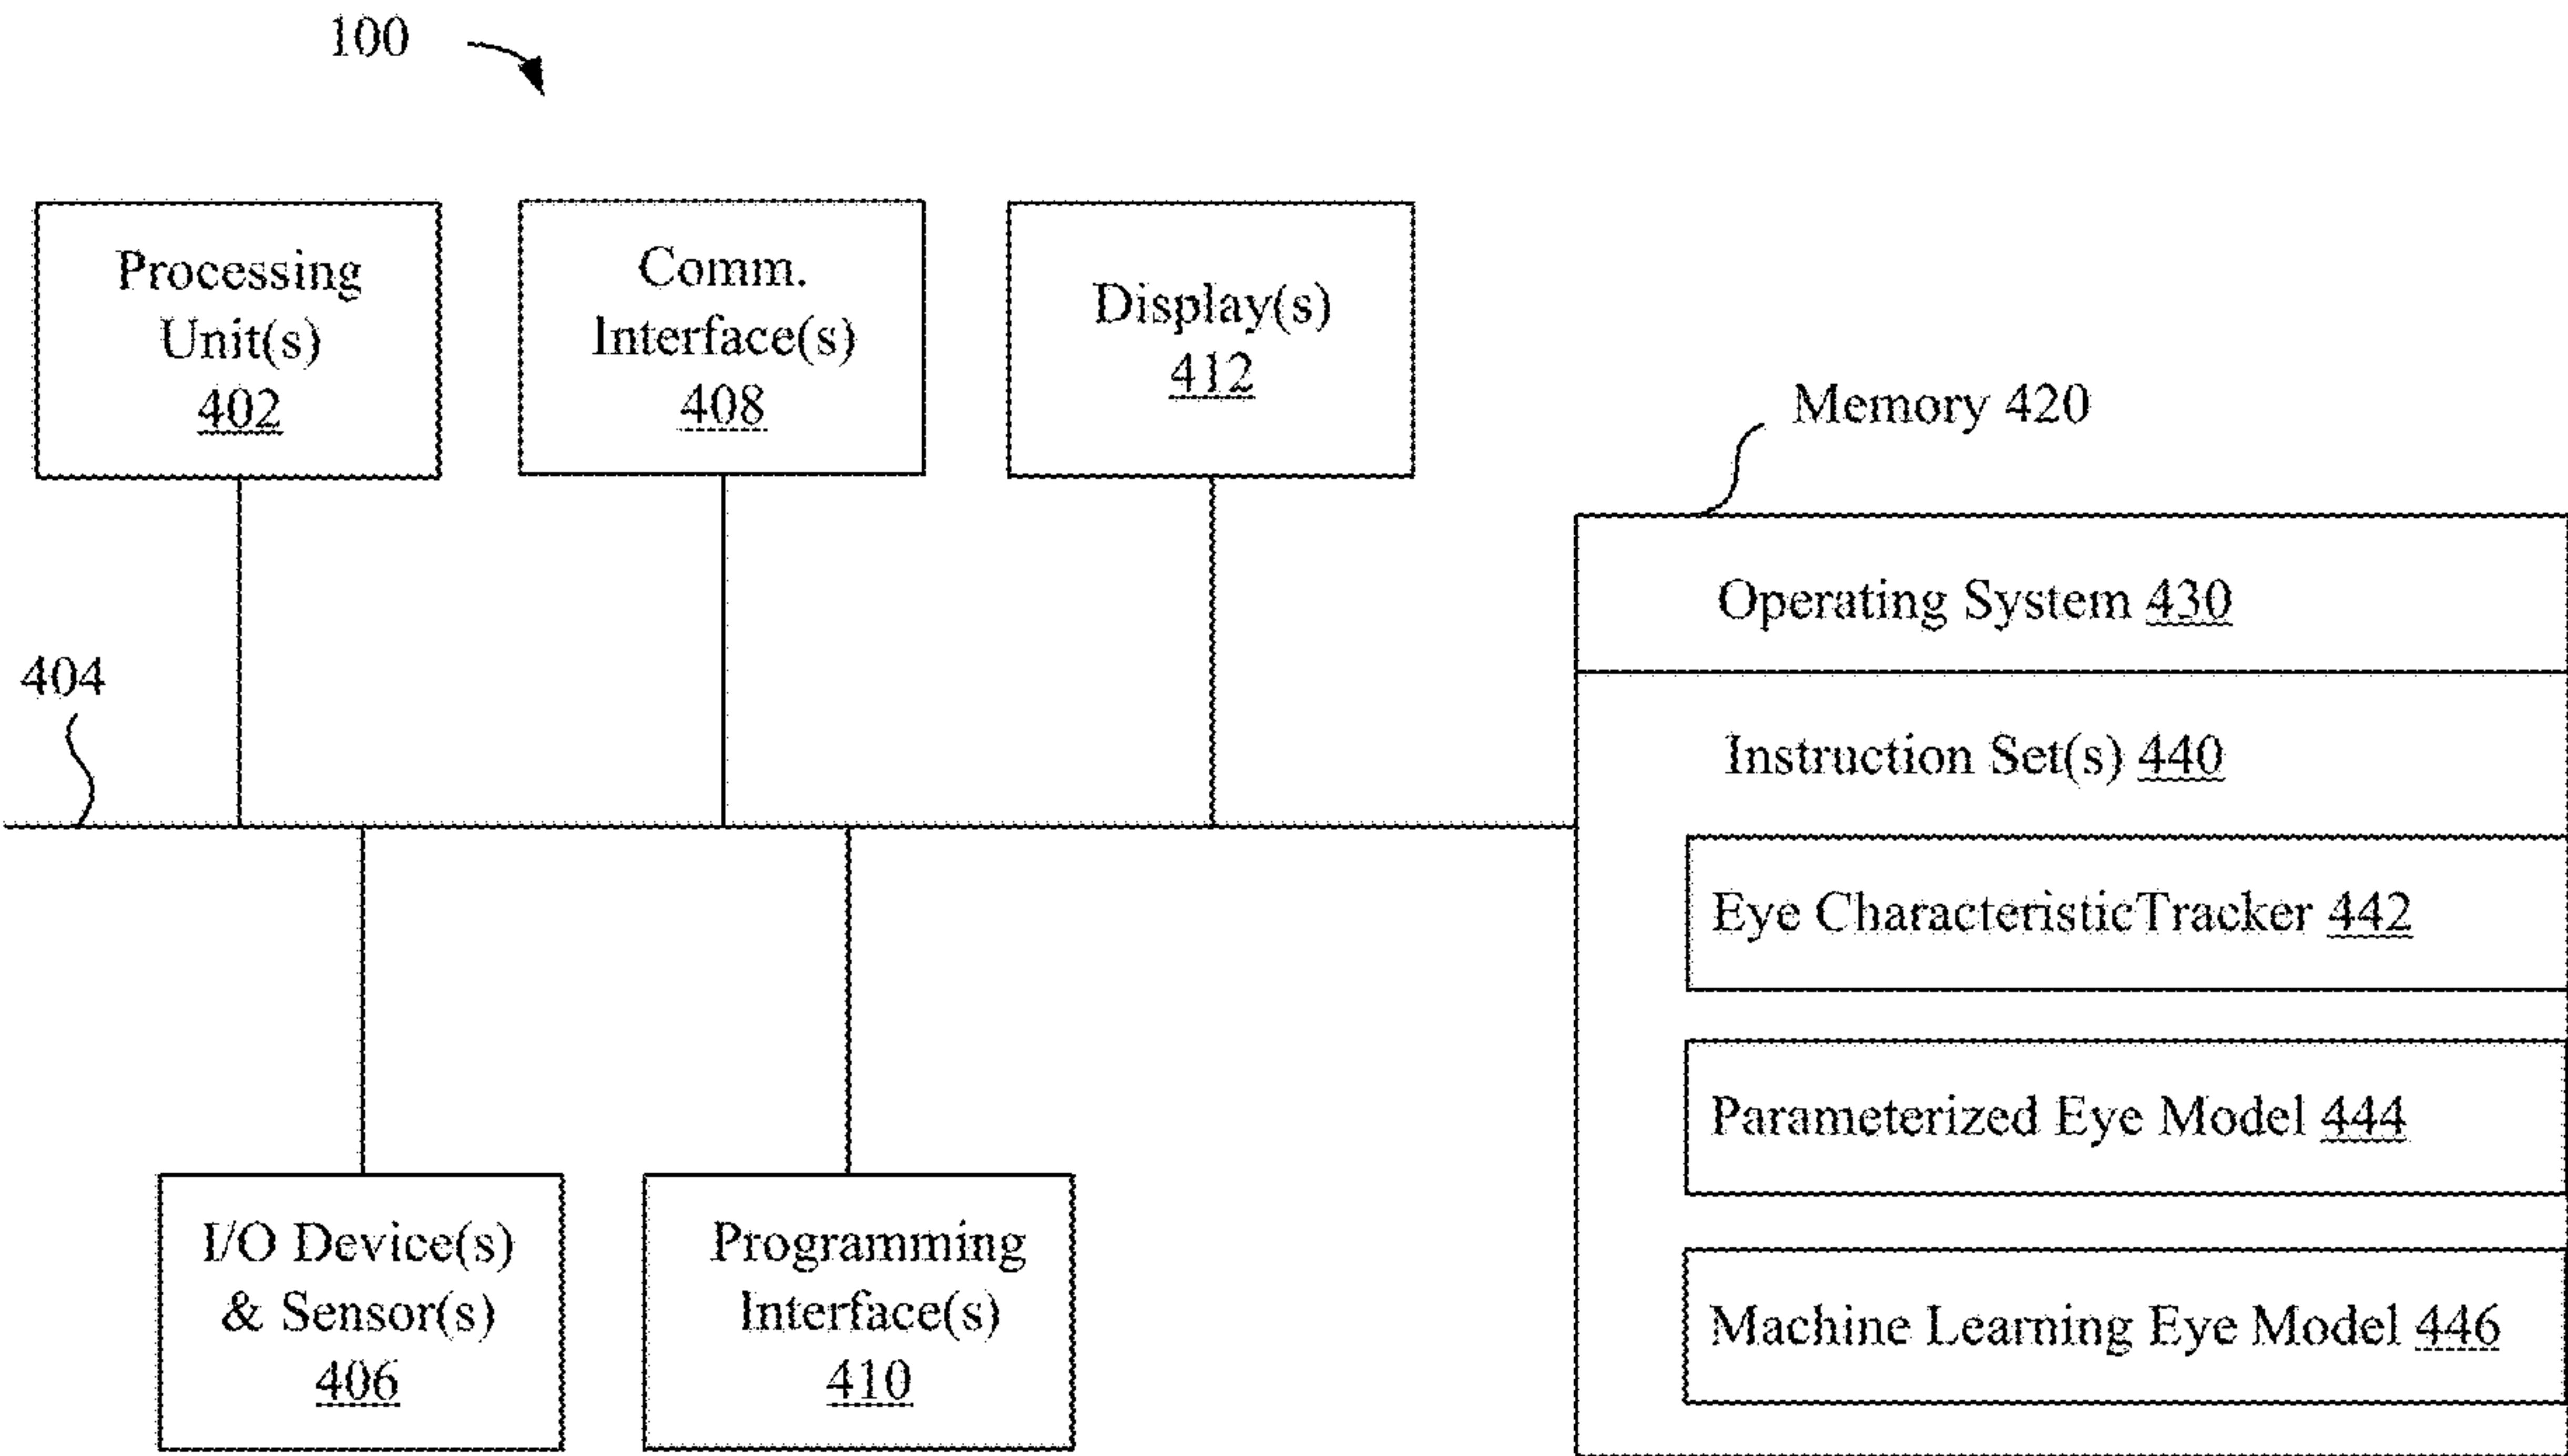 100
Processing
Unit(s)
402
Comm.
Interface(s)
408
Display(s)
412
Memory 420
Operating System 430
404
Instruction Set(s) 440
Eye CharacteristicTracker 442
Parameterized Eye Model 444
I/O Device(s)
& Sensor(s)
406
Programming
Interface(s)
410
Machine Learning Eye Model 446